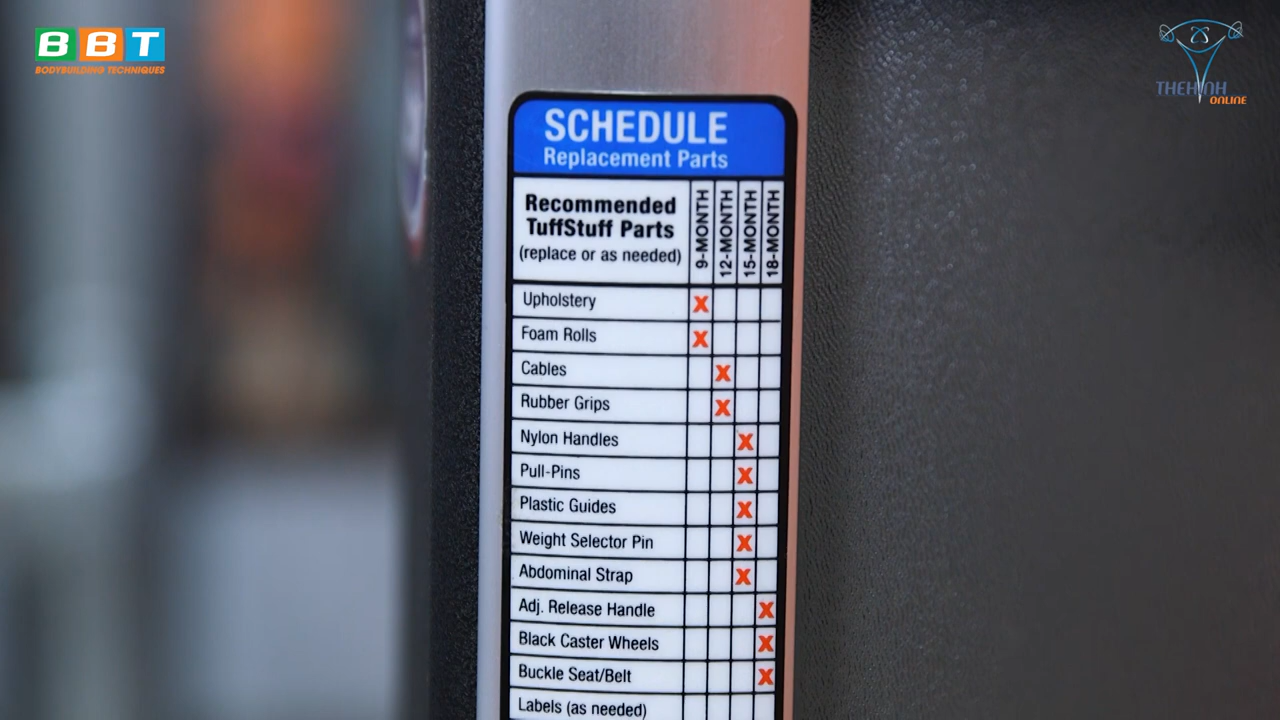 BBT
BODYBUILDING TECHNIQUES
THEHINH
ONLINE
SCHEDULE
Replacement Parts
Recommended
TuffStuff Parts
(replace or as needed)
9-MONTH
12-MONTH
15-MONTH
18-MONTH
Upholstery X
Foam Rolls X
Cables X
Rubber Grips X
Nylon Handles X
Pull-Pins X
Plastic Guides X
Weight Selector Pin X
Abdominal Strap X
Adj. Release Handle X
Black Caster Wheels X
Buckle Seat/Belt X
Labels (as needed)